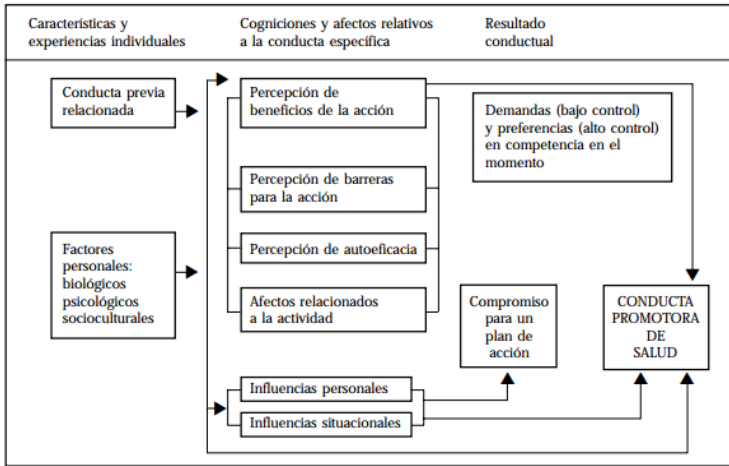 Características y
experiencias individuales
Cogniciones y afectos relativos
a la conducta específica
Resultado
conductual
Conducta previa
relacionada
Percepción de
beneficios de la acción
Demandas (bajo control)
y preferencias (alto control)
en competencia en el
momento
Percepción de barreras
para la acción
Factores
personales:
biológicos
psicológicos
socioculturales
Percepción de autoeficacia
Afectos relacionados
a la actividad
Compromiso
para un
plan de
acción
CONDUCTA
PROMOTORA
DE
SALUD
Influencias personales
Influencias situacionales